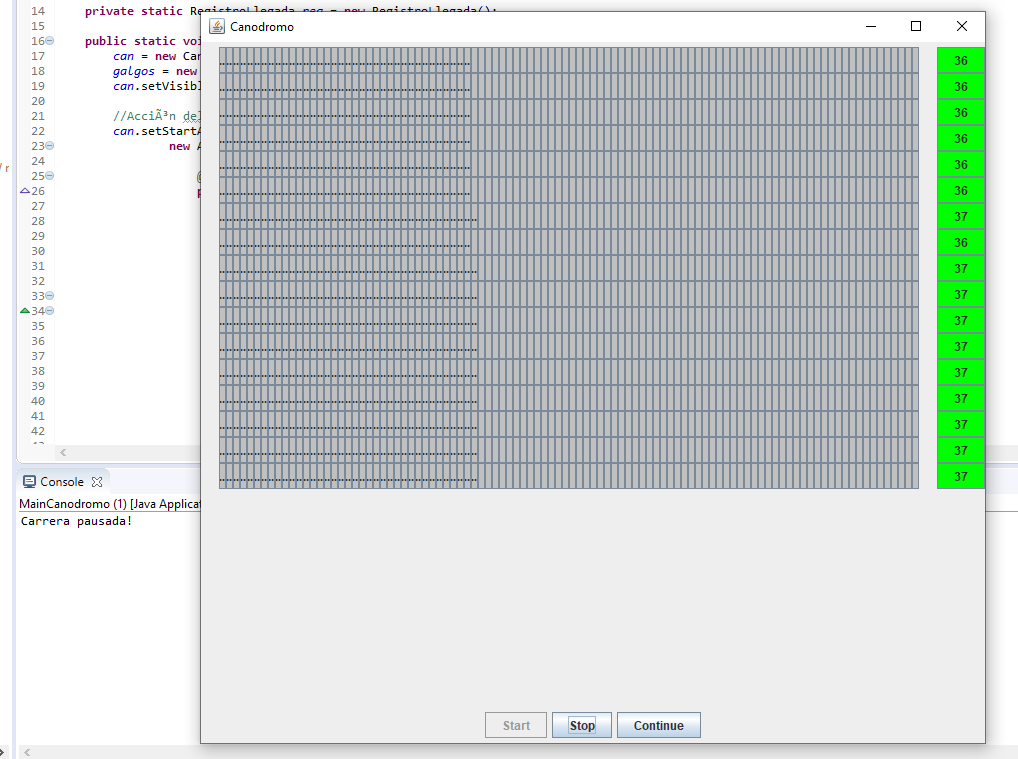 14 private static RegistroLlegada reg = new RegistroLlegada();
15
16 public static voi
17 can = new Can
18 galgos = new
19 can.setVisibl
20
21 //AcciÃ³n del
22 can.setStartA
23 new A
24
25
26 p
27
28
29
30
31
32
33
34
35
36
37
38
39
40
41
42
Canodromo
36
36
36
36
36
36
37
36
37
37
37
37
37
37
37
37
37
Start Stop Continue
Console
MainCanodromo (1) [Java Applicat
Carrera pausada!